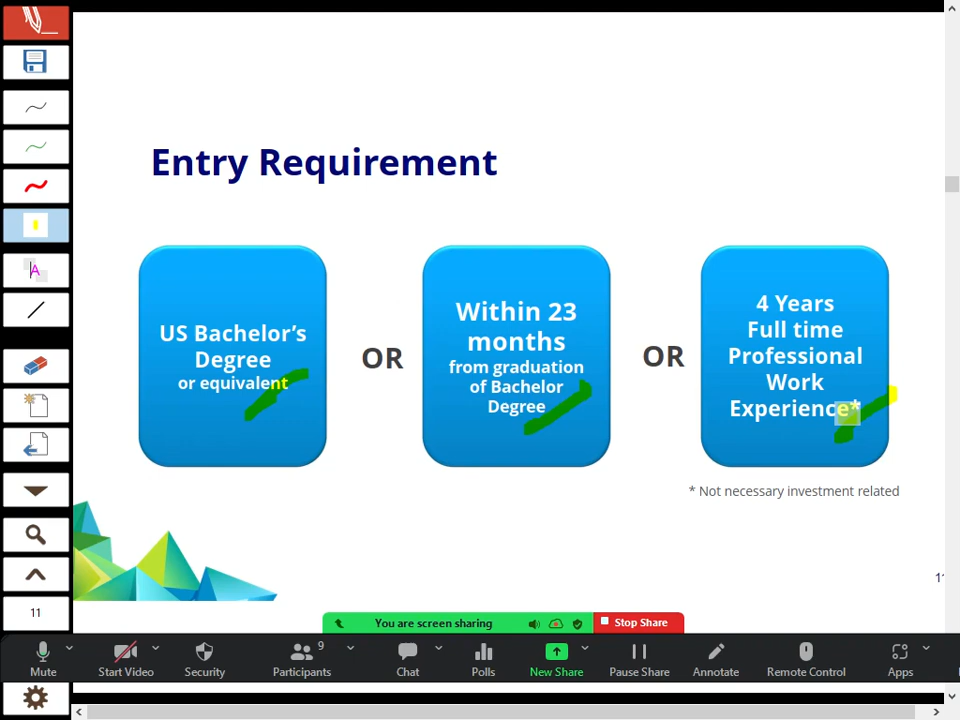 Entry Requirement
US Bachelor's
Degree
or equivalent
OR
Within 23
months
from graduation
of Bachelor
Degree
OR
4 Years
Full time
Professional
Work
Experience*
* Not necessary investment related
A
11
You are screen sharing
Stop Share
Mute
Start Video
Security
Participants
9
Chat
Polls
New Share
Pause Share
Annotate
Remote Control
Apps